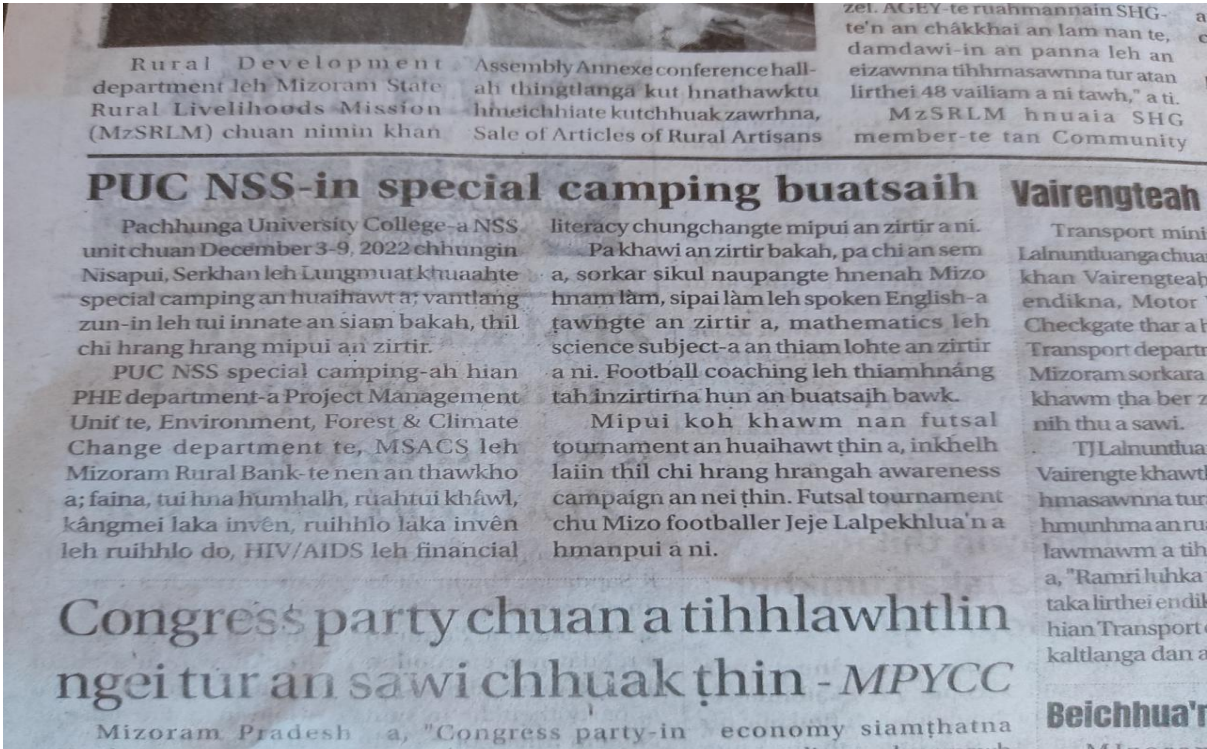 Rural Development
department leh Mizoram State
Rural Livelihoods Mission
(MzSRLM) chuan nimin khan
Assembly Annexe conference hall-
ah thingtlanga kut hnathawktu
hmeichhiate kutchhuak zawrhna,
Sale of Articles of Rural Artisans
zel. AGEY-te ruahmannain SHG-
te'n an châkkhai an lam nan te,
damdawi-in an panna leh an
eizawnna tihhmasawnna tur atan
lirthei 48 vailiam a ni tawh," a ti.
MzSRLM hnuaia SHG
member-te tan Community
PUC NSS-in special camping buatsaih
Pachhunga University College-a NSS
unit chuan December 3-9, 2022 chhungin
Nisapui, Serkhan leh Lungmuat khuaahte
special camping an huaihawt a; vantlang
zun-in leh tui innate an siam bakah, thil
chi hrang hrang mipui an zirtir.
PUC NSS special camping-ah hian
PHE department-a Project Management
Unit te, Environment, Forest & Climate
Change department te, MSACS leh
Mizoram Rural Bank-te nen an thawkho
a; faina, tui hna humhalh, ruahtui khâwl,
kângmei laka invên, ruihhlo laka invên
leh ruihhlo do, HIV/AIDS leh financial
literacy chungchangte mipui an zirtir a ni.
Pa khawi an zirtir bakah, pa chi an sem
a, sorkar sikul naupangte hnenah Mizo
hnam làm, sipai làm leh spoken English-a
ṭawngte an zirtir a, mathematics leh
science subject-a an thiam lohte an zirtir
a ni. Football coaching leh thiamhnâng
tah inzirtirna hun an buatsaih bawk.
Mipui koh khawm nan futsal
tournament an huaihawt ṭhin a, inkhelh
laiin thil chi hrang hrangah awareness
campaign an nei ṭhin. Futsal tournament
chu Mizo footballer Jeje Lalpekhlua'n a
hmanpui a ni.
Congress party chuan a tihhlawhtlin
ngei tur an sawi chhuak ṭhin - MPYCC
Mizoram Pradesh
a, "Congress party-in
economy siamṭhatna
Vairengteah
Transport mini
Lalnunduanga chuan
khan Vairengteah
endikna, Motor
Checkgate thar a h
Transport departm
Mizoram sorkara
khawm ṭha ber z
nih thu a sawi.
TJ Lalnuntlua
Vairengte khawtl
hmasawnna tur
hmunhma an ru
lawmawm a tih
a, "Ramri luhka
taka lirthei endik
hian Transport
kaltlanga dan a
Beichhua'n